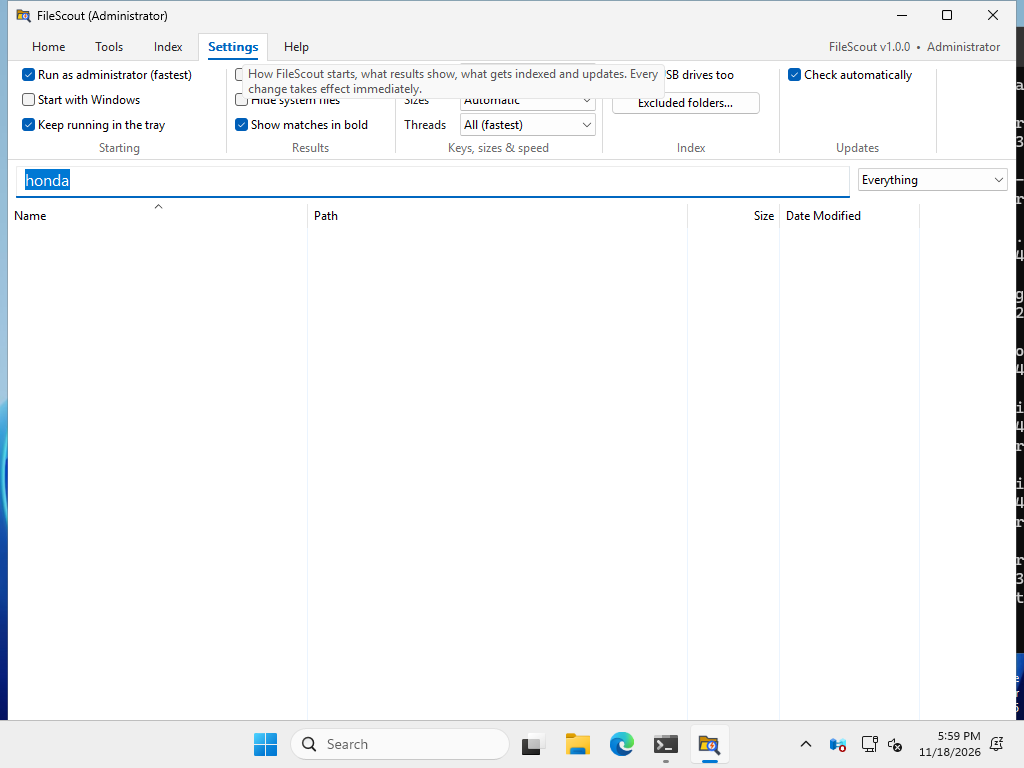 FileScout (Administrator)
Home Tools Index Settings Help FileScout v1.0.0 • Administrator
Run as administrator (fastest)
How FileScout starts, what results show, what gets indexed and updates. Every change takes effect immediately.
SB drives too
Check automatically
Start with Windows
Hide system files
Sizes Automatic
Excluded folders...
Keep running in the tray
Show matches in bold
Threads All (fastest)
Starting Results Keys, sizes & speed Index Updates
honda Everything
Name Path Size Date Modified
Search
5:59 PM
11/18/2026